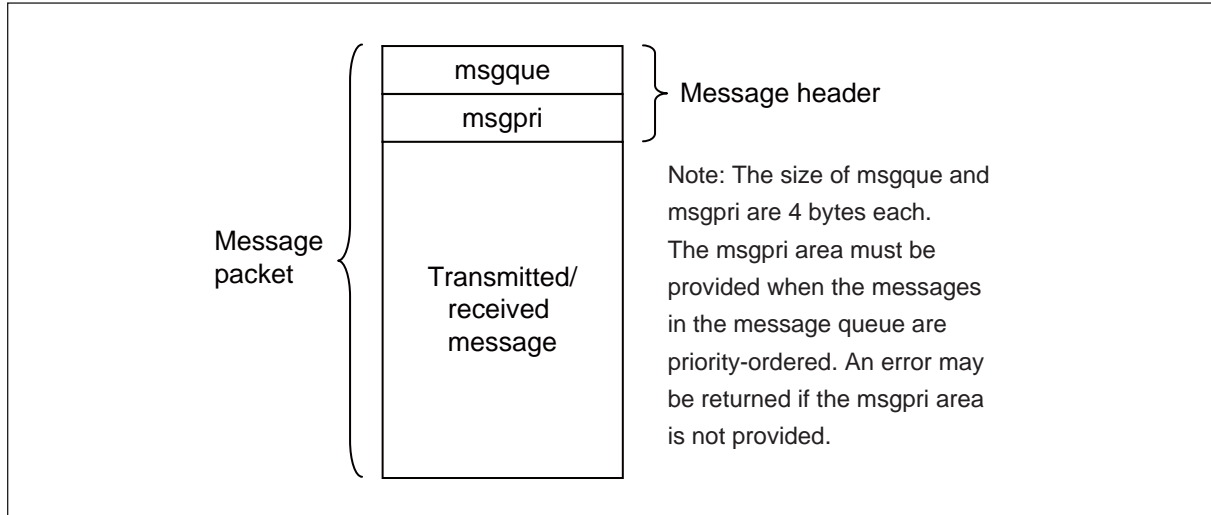 msgque
msgpri
Message header
Message
packet
Transmitted/
received
message
Note: The size of msgque and
msgpri are 4 bytes each.
The msgpri area must be
provided when the messages
in the message queue are
priority-ordered. An error may
be returned if the msgpri area
is not provided.